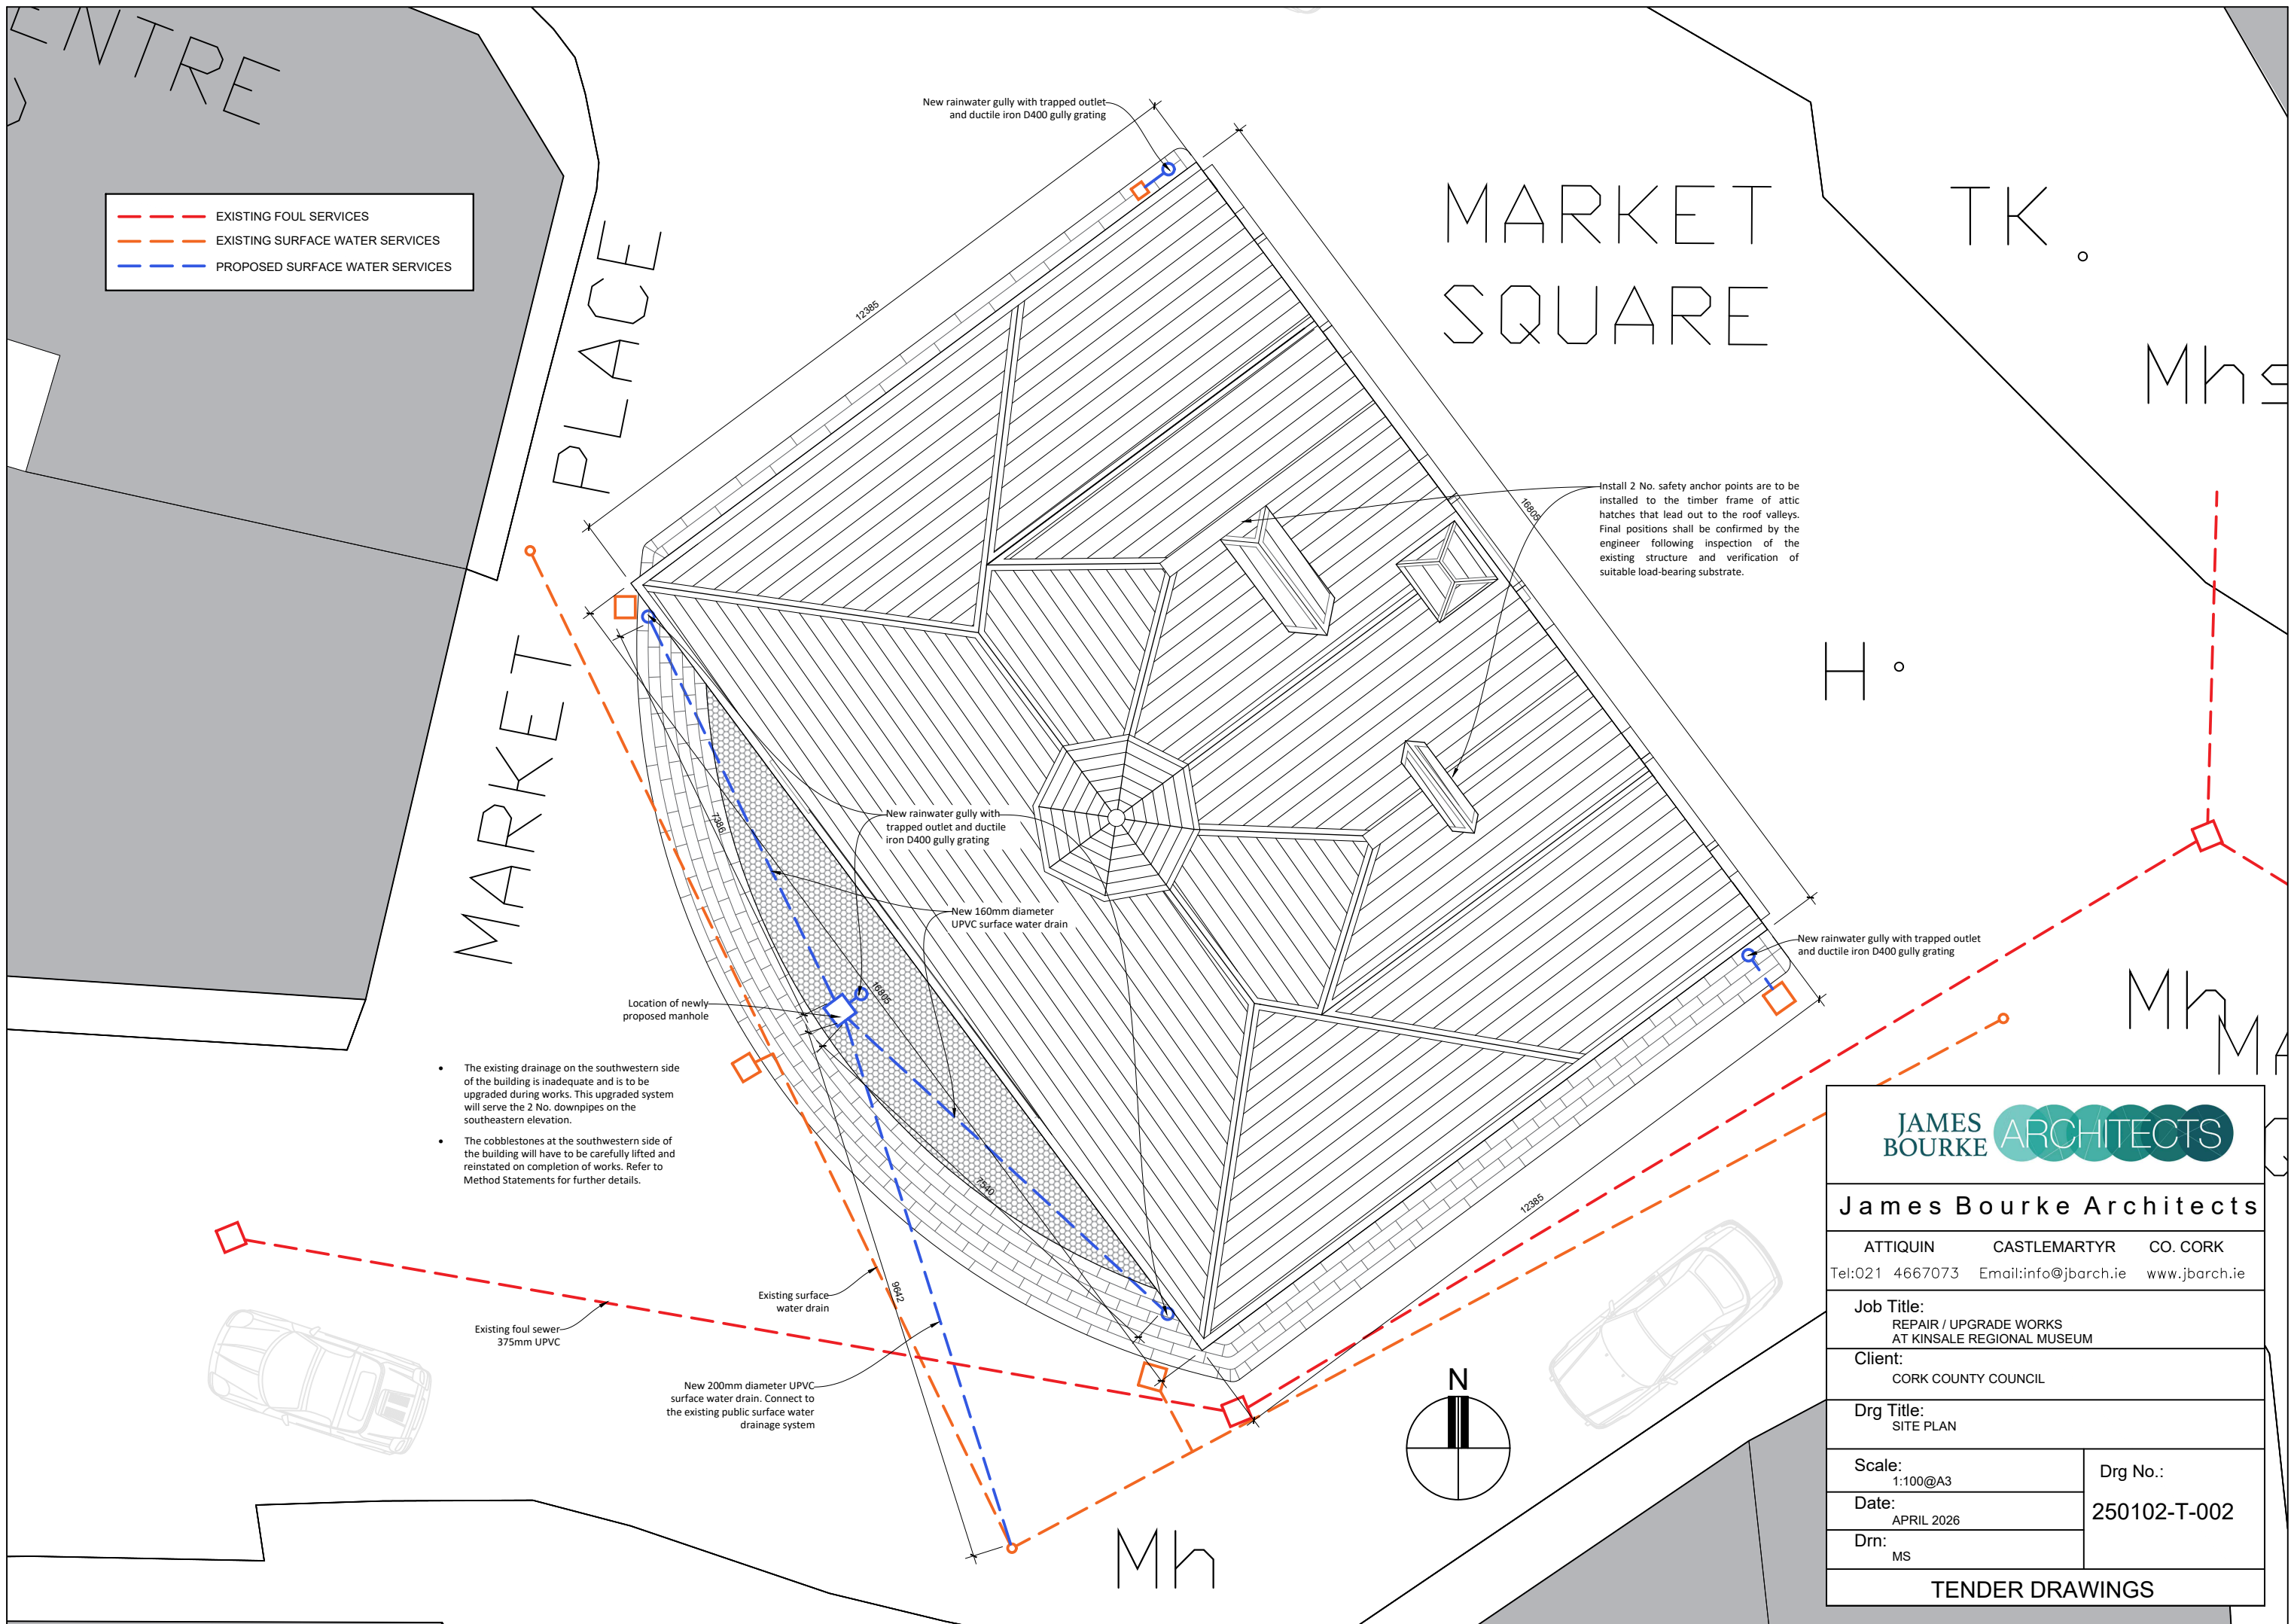 ENTRE
S
EXISTING FOUL SERVICES
EXISTING SURFACE WATER SERVICES
PROPOSED SURFACE WATER SERVICES
MARKET PLACE
New rainwater gully with trapped outlet
and ductile iron D400 gully grating
MARKET
SQUARE
TK
Mhs
H
12385
16805
Install 2 No. safety anchor points are to be
installed to the timber frame of attic
hatches that lead out to the roof valleys.
Final positions shall be confirmed by the
engineer following inspection of the
existing structure and verification of
suitable load-bearing substrate.
7386
New rainwater gully with
trapped outlet and ductile
iron D400 gully grating
New 160mm diameter
UPVC surface water drain
16805
Location of newly
proposed manhole
New rainwater gully with trapped outlet
and ductile iron D400 gully grating
Mh
• The existing drainage on the southwestern side
of the building is inadequate and is to be
upgraded during works. This upgraded system
will serve the 2 No. downpipes on the
southeastern elevation.
• The cobblestones at the southwestern side of
the building will have to be carefully lifted and
reinstated on completion of works. Refer to
Method Statements for further details.
7540
12385
9642
Existing surface
water drain
Existing foul sewer
375mm UPVC
New 200mm diameter UPVC
surface water drain. Connect to
the existing public surface water
drainage system
N
Mh
JAMES
BOURKE ARCHITECTS
James Bourke Architects
ATTIQUIN CASTLEMARTYR CO. CORK
Tel:021 4667073 Email:info@jbarch.ie www.jbarch.ie
Job Title:
REPAIR / UPGRADE WORKS
AT KINSALE REGIONAL MUSEUM
Client:
CORK COUNTY COUNCIL
Drg Title:
SITE PLAN
Scale:
1:100@A3
Date:
APRIL 2026
Drn:
MS
Drg No.:
250102-T-002
TENDER DRAWINGS